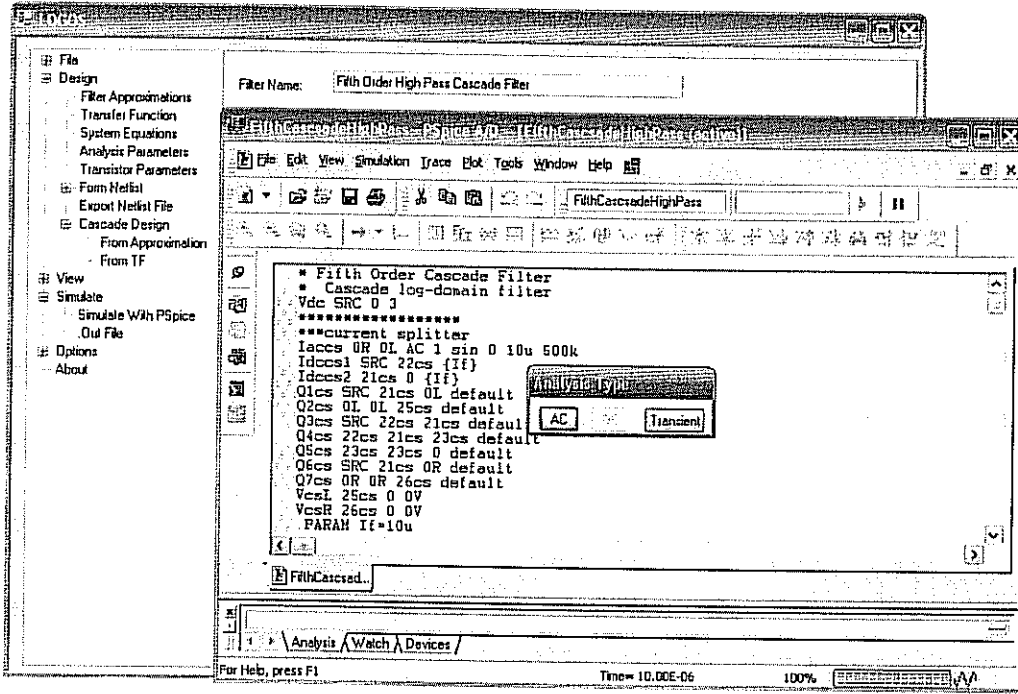 LOGOS
File
Design
Filter Approximations
Transfer Function
System Equations
Analysis Parameters
Transistor Parameters
Form Netlist
Export Netlist File
Cascade Design
From Approximation
From TF
View
Simulate
Simulate With PSpice
.Out File
Options
About
Filter Name: Fifth Order High Pass Cascade Filter
FifthCascsadeHighPass - PSpice A/D - [FifthCascsadeHighPass (active)]
File Edit View Simulation Trace Plot Tools Window Help
FifthCascsadeHighPass
* Fifth Order Cascade Filter
* Cascade log-domain filter
Vdc SRC 0 3
******************
***current splitter
Iaccs 0R 0L AC 1 sin 0 10u 500k
Idccs1 SRC 22cs {If}
Idccs2 21cs 0 {If}
Q1cs SRC 21cs 0L default
Q2cs 0L 0L 25cs default
Q3cs SRC 22cs 21cs default
Q4cs 22cs 21cs 23cs default
Q5cs 23cs 23cs 0 default
Q6cs SRC 21cs 0R default
Q7cs 0R 0R 26cs default
VcsL 25cs 0 0V
VcsR 26cs 0 0V
.PARAM If=10u
Analysis Type
AC
Transient
FifthCascsad...
Analysis Watch Devices
For Help, press F1
Time= 10.00E-06
100%